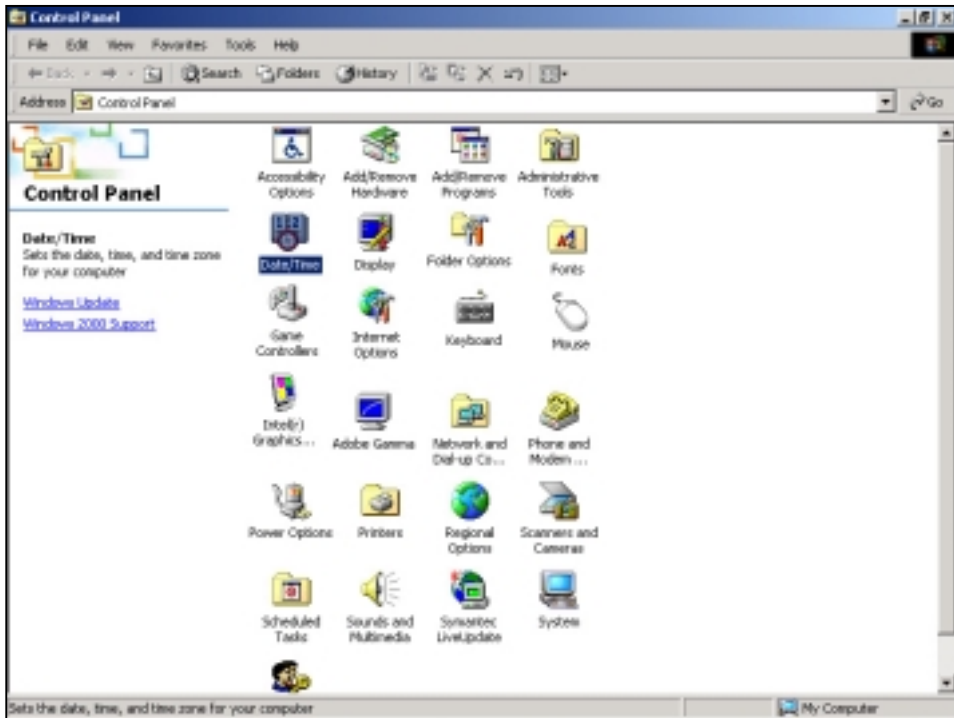 Control Panel
File Edit View Favorites Tools Help
Back Search Folders History
Address Control Panel Go
Control Panel
Date/Time
Sets the date, time, and time zone
for your computer
Windows Update
Windows 2000 Support
Accessibility
Options
Add/Remove
Hardware
Add/Remove
Programs
Administrative
Tools
Date/Time
Display
Folder Options
Fonts
Game
Controllers
Internet
Options
Keyboard
Mouse
Intel(r)
Graphics...
Adobe Gamma
Network and
Dial-up Co...
Phone and
Modem ...
Power Options
Printers
Regional
Options
Scanners and
Cameras
Scheduled
Tasks
Sounds and
Multimedia
Symantec
LiveUpdate
System
Sets the date, time, and time zone for your computer
My Computer